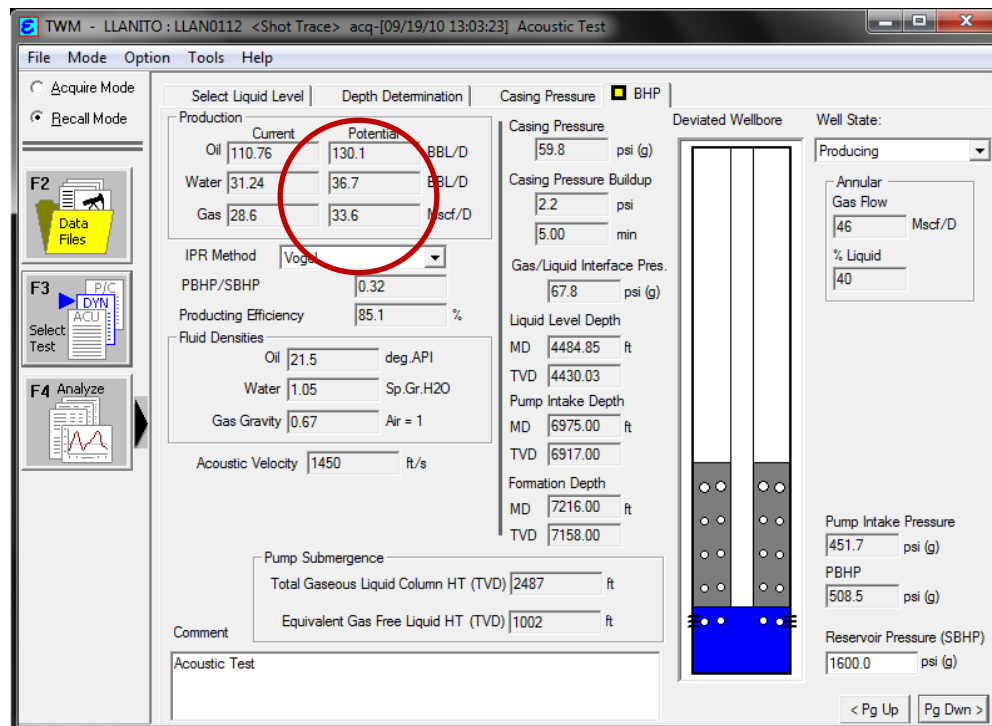 TWM - LLANITO : LLAN0112 <Shot Trace> acq-[09/19/10 13:03:23] Acoustic Test
File Mode Option Tools Help
Acquire Mode
Recall Mode
F2
Data
Files
F3
P/C
DYN
ACU
Select
Test
F4 Analyze
Select Liquid Level
Depth Determination
Casing Pressure
BHP
Production
Current Potential
Oil 110.76 130.1 BBL/D
Water 31.24 36.7 BBL/D
Gas 28.6 33.6 Mscf/D
IPR Method Vogel
PBHP/SBHP 0.32
Producting Efficiency 85.1 %
Fluid Densities
Oil 21.5 deg.API
Water 1.05 Sp.Gr.H2O
Gas Gravity 0.67 Air = 1
Acoustic Velocity 1450 ft/s
Casing Pressure
59.8 psi (g)
Casing Pressure Buildup
2.2 psi
5.00 min
Gas/Liquid Interface Pres.
67.8 psi (g)
Liquid Level Depth
MD 4484.85 ft
TVD 4430.03
Pump Intake Depth
MD 6975.00 ft
TVD 6917.00
Formation Depth
MD 7216.00 ft
TVD 7158.00
Pump Submergence
Total Gaseous Liquid Column HT (TVD) 2487 ft
Equivalent Gas Free Liquid HT (TVD) 1002 ft
Comment
Acoustic Test
Deviated Wellbore
Well State:
Producing
Annular
Gas Flow
46 Mscf/D
% Liquid
40
Pump Intake Pressure
451.7 psi (g)
PBHP
508.5 psi (g)
Reservoir Pressure (SBHP)
1600.0 psi (g)
< Pg Up Pg Dwn >